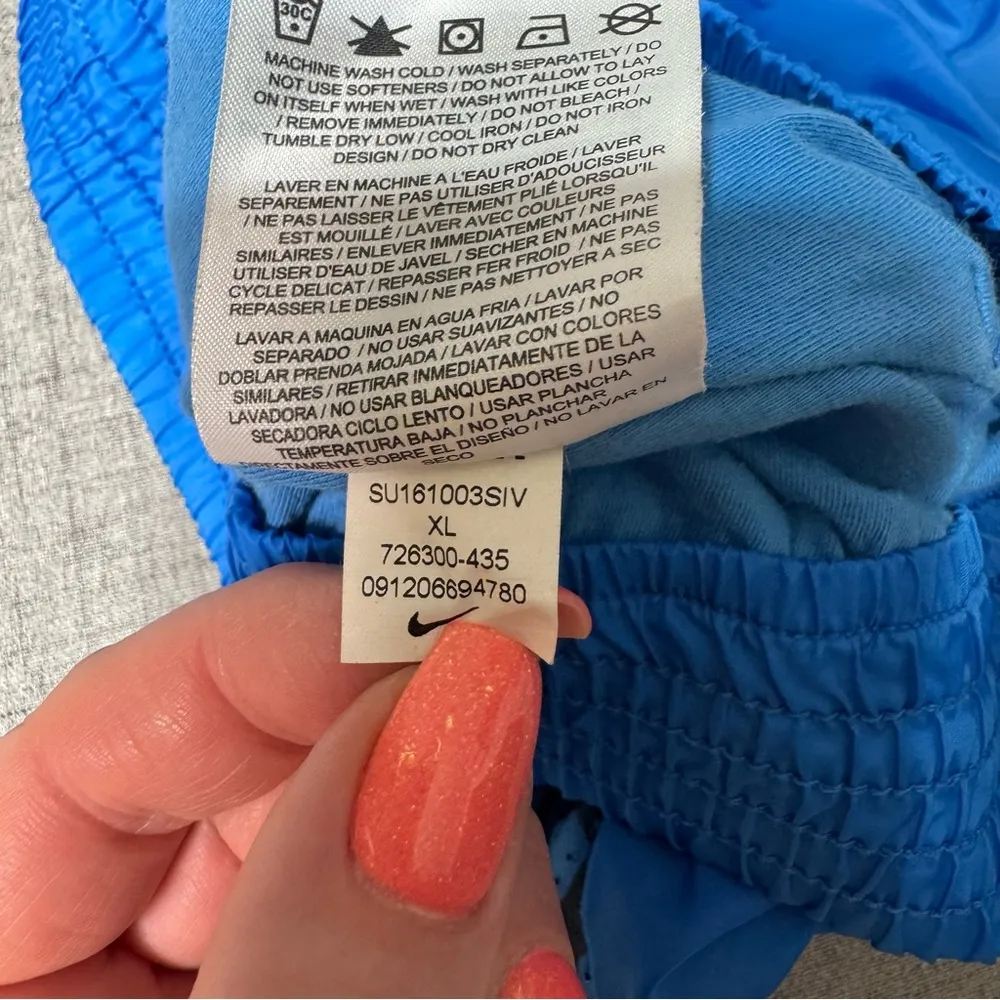 30C
MACHINE WASH COLD / WASH SEPARATELY / DO
NOT USE SOFTENERS / DO NOT ALLOW TO LAY
ON ITSELF WHEN WET / WASH WITH LIKE COLORS
/ REMOVE IMMEDIATELY / DO NOT BLEACH /
TUMBLE DRY LOW / COOL IRON / DO NOT IRON
DESIGN / DO NOT DRY CLEAN
LAVER EN MACHINE A L'EAU FROIDE / LAVER
SEPAREMENT / NE PAS UTILISER D'ADOUCISSEUR
/ NE PAS LAISSER LE VÊTEMENT PLIÉ LORSQU'IL
EST MOUILLÉ / LAVER AVEC COULEURS
SIMILAIRES / ENLEVER IMMEDIATEMENT / NE PAS
UTILISER D'EAU DE JAVEL / SECHER EN MACHINE
CYCLE DELICAT / REPASSER FER FROID / NE PAS
REPASSER LE DESSIN / NE PAS NETTOYER A SEC
LAVAR A MAQUINA EN AGUA FRIA / LAVAR POR
SEPARADO / NO USAR SUAVIZANTES / NO
DOBLAR PRENDA MOJADA / LAVAR CON COLORES
SIMILARES / RETIRAR INMEDIATAMENTE DE LA
LAVADORA / NO USAR BLANQUEADORES / USAR
SECADORA CICLO LENTO / USAR PLANCHA
TEMPERATURA BAJA / NO PLANCHAR
DIRECTAMENTE SOBRE EL DISEÑO / NO LAVAR EN
SECO
SU161003SIV
XL
726300-435
091206694780